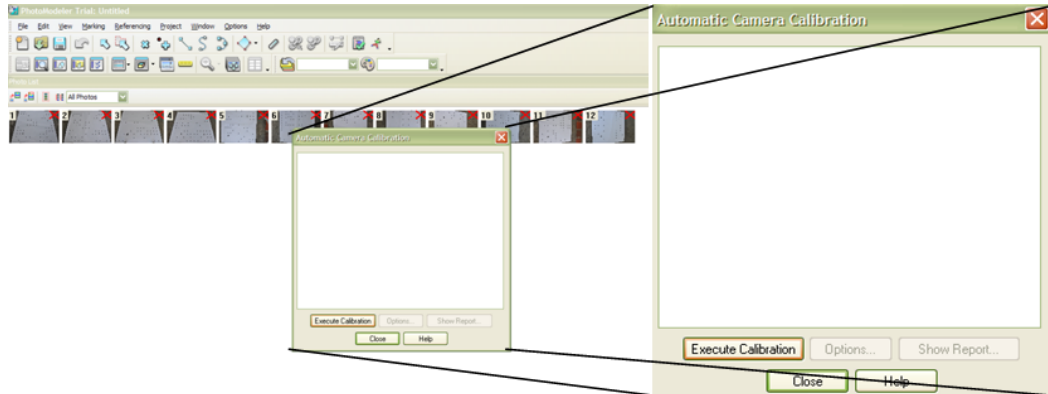 PhotoModeler Trial: Untitled
File Edit View Marking Referencing Project Window Options Help
Photo List
All Photos
1 2 3 4 5 6 7 8 9 10 11 12
Automatic Camera Calibration
Execute Calibration Options... Show Report...
Close Help
Automatic Camera Calibration
Execute Calibration Options... Show Report...
Close Help